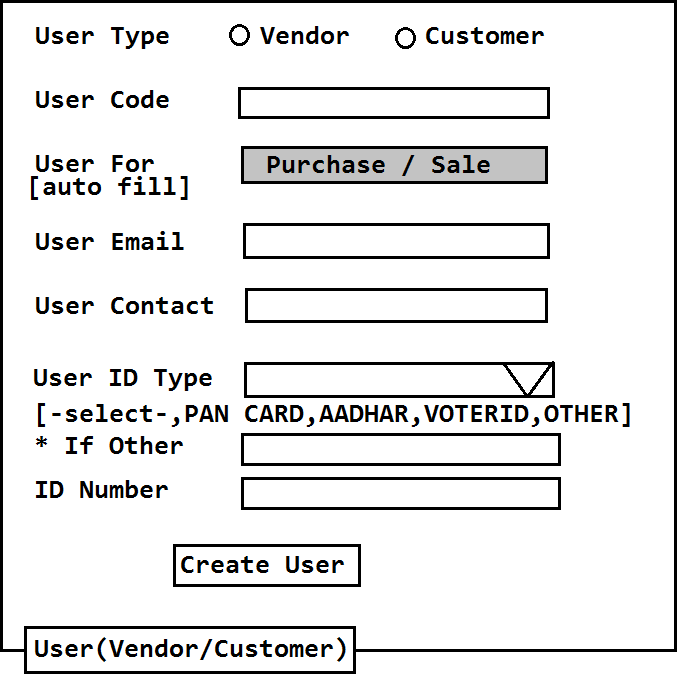 User Type Vendor Customer
User Code
User For Purchase / Sale
[auto fill]
User Email
User Contact
User ID Type
[-select-,PAN CARD,AADHAR,VOTERID,OTHER]
* If Other
ID Number
Create User
User(Vendor/Customer)